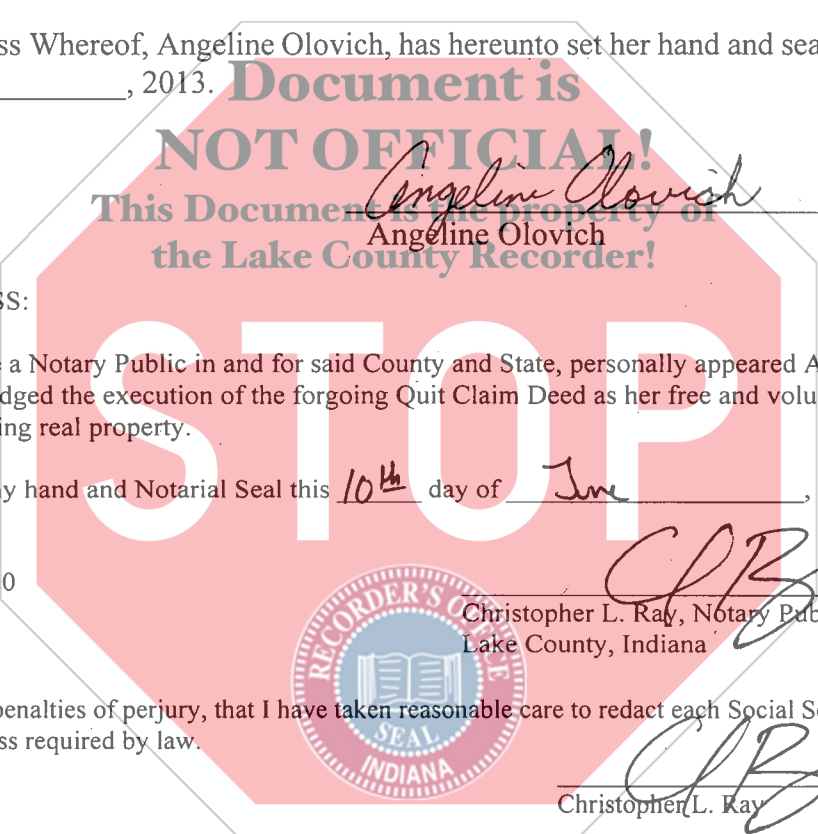 ss Whereof, Angeline Olovich, has hereunto set her hand and sea
, 2013.
Document is
NOT OFFICIAL!
Angeline Olovich
This Document is the property of
Angeline Olovich
the Lake County Recorder!
SS:
e a Notary Public in and for said County and State, personally appeared A
dged the execution of the forgoing Quit Claim Deed as her free and volu
ing real property.
STOP
y hand and Notarial Seal this 10th day of June,
0
Christopher L. Ray, Notary Pub
Lake County, Indiana
RECORDER'S OFFICE
SEAL
INDIANA
penalties of perjury, that I have taken reasonable care to redact each Social Se
ss required by law.
Christopher L. Ray